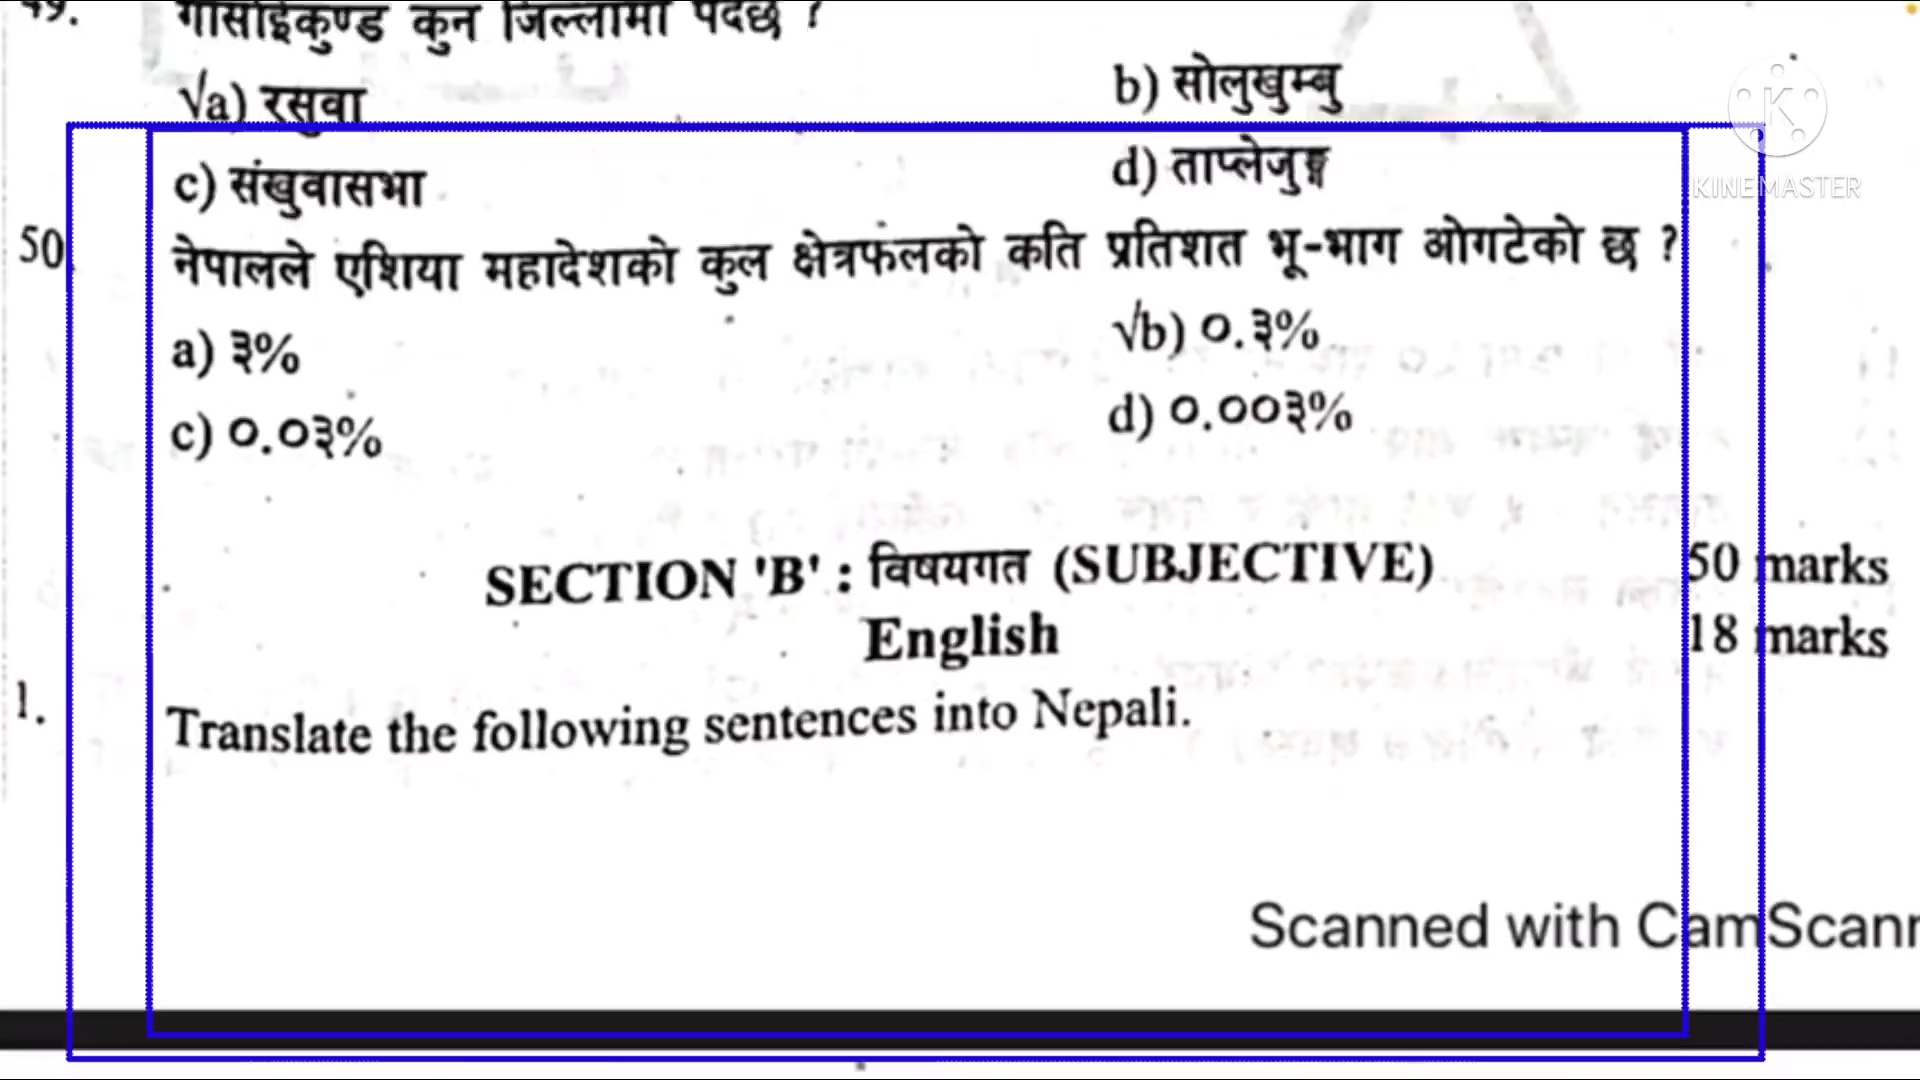 49. गोसाइँकुण्ड कुन जिल्लामा पर्दछ ?
√a) रसुवा b) सोलुखुम्बु
c) संखुवासभा d) ताप्लेजुङ्ग
50. नेपालले एशिया महादेशको कुल क्षेत्रफलको कति प्रतिशत भू-भाग ओगटेको छ ?
a) ३% √b) ०.३%
c) ०.०३% d) ०.००३%
SECTION 'B' : विषयगत (SUBJECTIVE) 50 marks
English 18 marks
1. Translate the following sentences into Nepali.
Scanned with CamScann
KINEMASTER